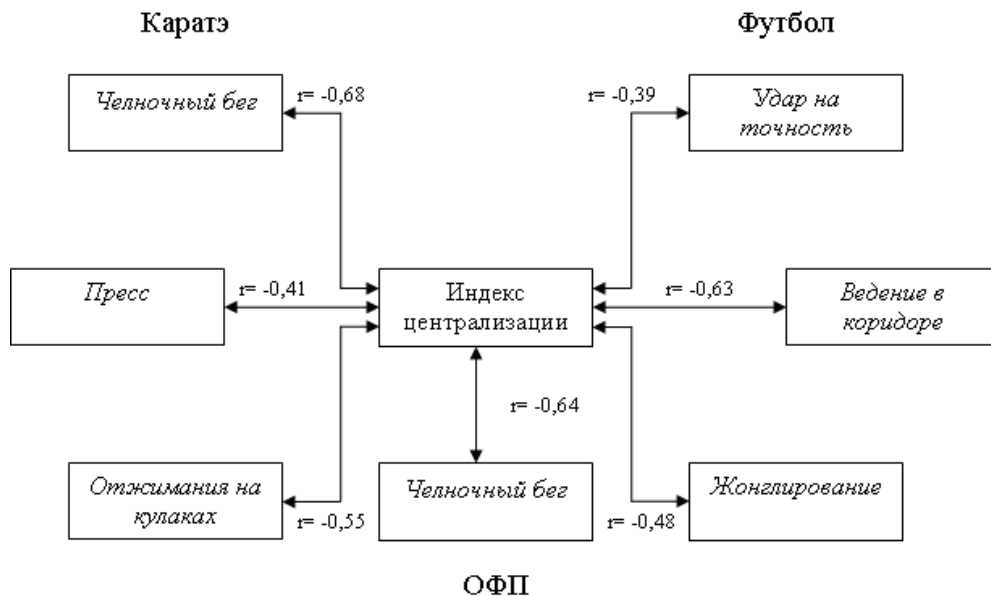 Каратэ
Футбол
Челночный бег
r= -0,68
r= -0,39
Удар на
точность
Пресс
r= -0,41
Индекс
централизации
r= -0,63
Ведение в
коридоре
r= -0,64
Отжимания на
кулаках
r= -0,55
Челночный бег
r= -0,48
Жонглирование
ОФП